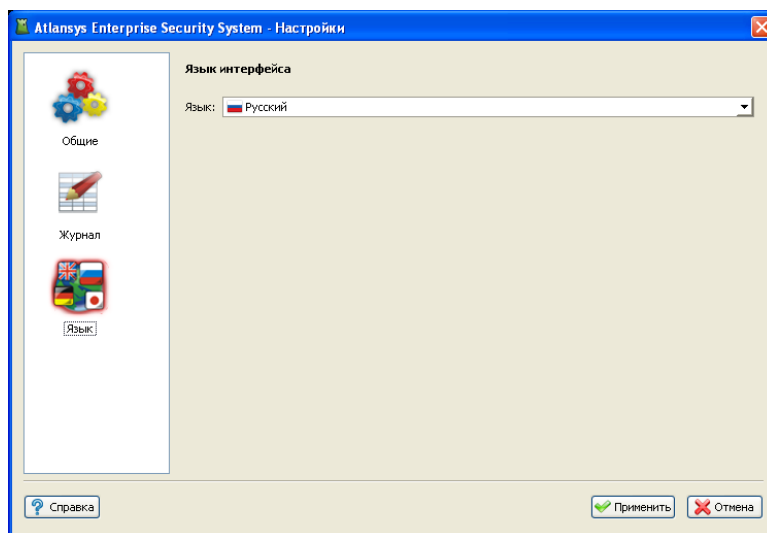 Atlansys Enterprise Security System - Настройки
Язык интерфейса
Язык: Русский
Общие
Журнал
Язык
Справка
Применить
Отмена